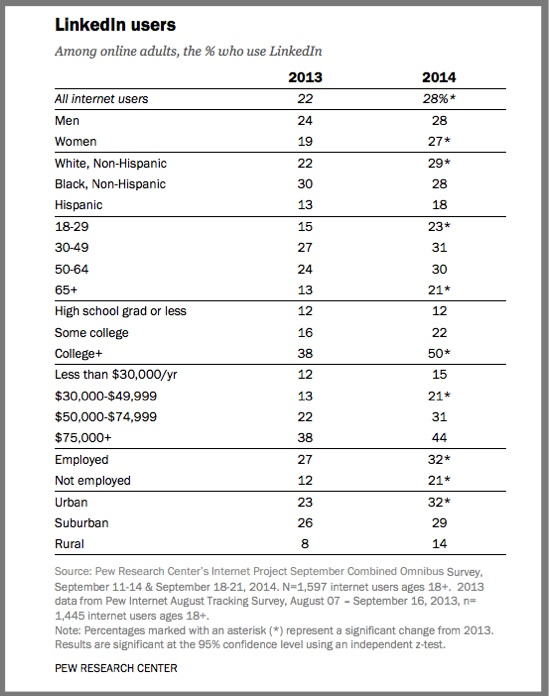 LinkedIn users
Among online adults, the % who use LinkedIn
2013 2014
All internet users 22 28%*
Men 24 28
Women 19 27*
White, Non-Hispanic 22 29*
Black, Non-Hispanic 30 28
Hispanic 13 18
18-29 15 23*
30-49 27 31
50-64 24 30
65+ 13 21*
High school grad or less 12 12
Some college 16 22
College+ 38 50*
Less than $30,000/yr 12 15
$30,000-$49,999 13 21*
$50,000-$74,999 22 31
$75,000+ 38 44
Employed 27 32*
Not employed 12 21*
Urban 23 32*
Suburban 26 29
Rural 8 14
Source: Pew Research Center's Internet Project September Combined Omnibus Survey,
September 11-14 & September 18-21, 2014. N=1,597 internet users ages 18+. 2013
data from Pew Internet August Tracking Survey, August 07 – September 16, 2013, n=
1,445 internet users ages 18+.
Note: Percentages marked with an asterisk (*) represent a significant change from 2013.
Results are significant at the 95% confidence level using an independent z-test.
PEW RESEARCH CENTER